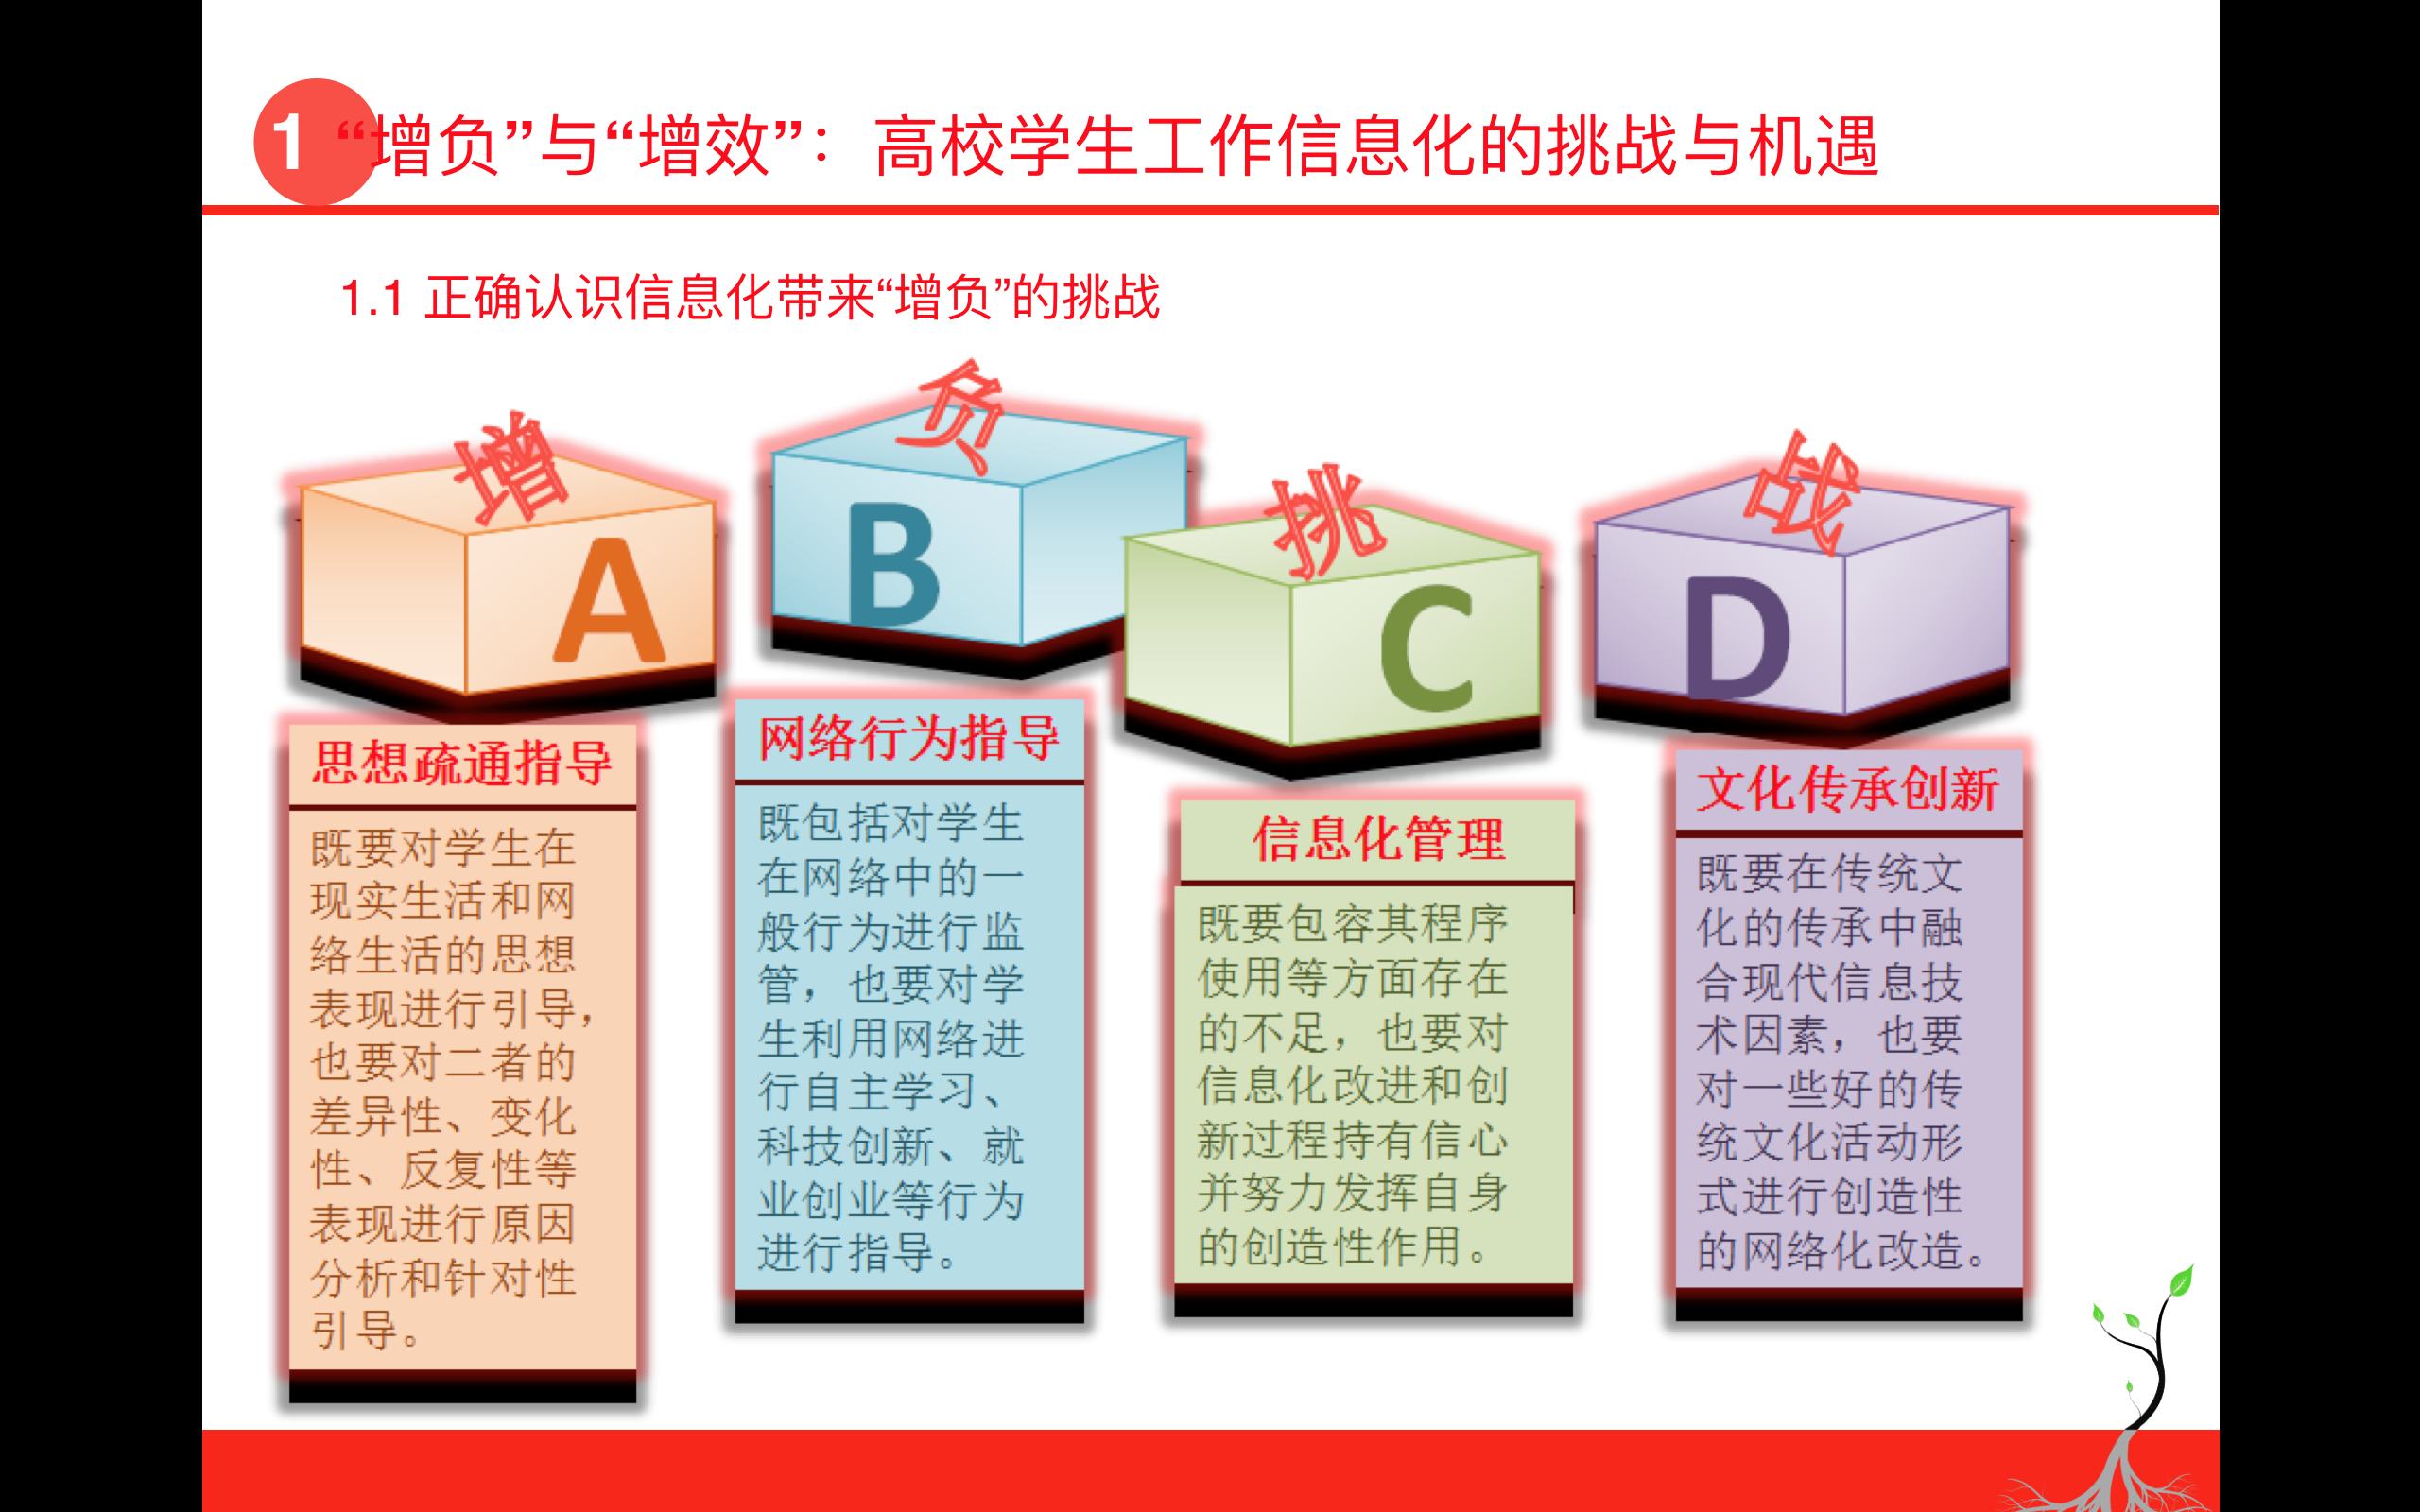 1 “增负”与“增效”：高校学生工作信息化的挑战与机遇
1.1 正确认识信息化带来“增负”的挑战
增
负
挑
战
A
B
C
D
思想疏通指导
既要对学生在
现实生活和网
络生活的思想
表现进行引导，
也要对二者的
差异性、变化
性、反复性等
表现进行原因
分析和针对性
引导。
网络行为指导
既包括对学生
在网络中的一
般行为进行监
管，也要对学
生利用网络进
行自主学习、
科技创新、就
业创业等行为
进行指导。
信息化管理
既要包容其程序
使用等方面存在
的不足，也要对
信息化改进和创
新过程持有信心
并努力发挥自身
的创造性作用。
文化传承创新
既要在传统文
化的传承中融
合现代信息技
术因素，也要
对一些好的传
统文化活动形
式进行创造性
的网络化改造。